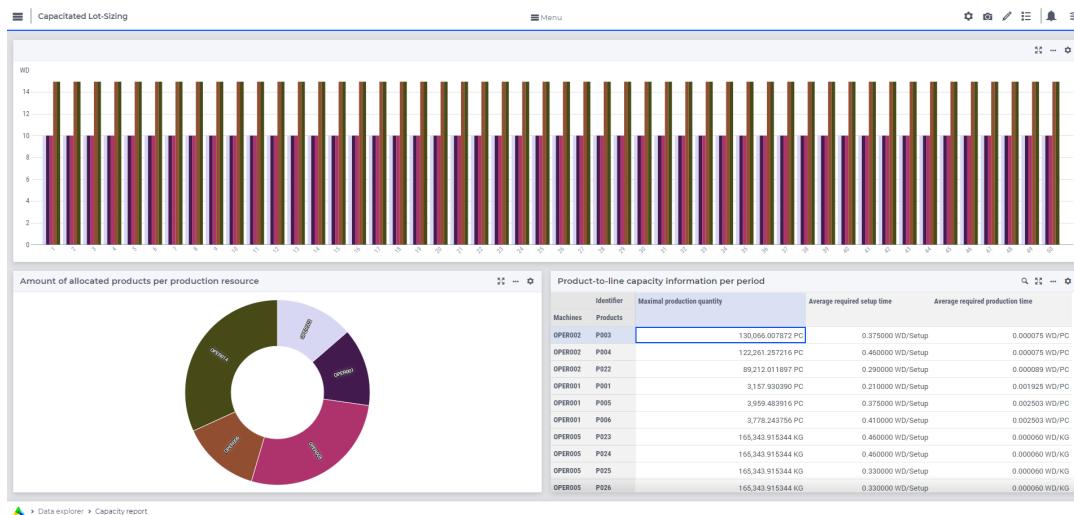 Capacitated Lot-Sizing
Menu
WD
14
12
10
8
6
4
2
0
1 2 3 4 5 6 7 8 9 10 11 12 13 14 15 16 17 18 19 20 21 22 23 24 25 26 27 28 29 30 31 32 33 34 35 36 37 38 39 40 41 42 43 44 45 46 47 48 49 50
Amount of allocated products per production resource
OPER014
OPER001
Product-to-line capacity information per period
Identifier Maximal production quantity Average required setup time Average required production time
Machines Products
OPER002 P003 130,066.007872 PC 0.375000 WD/Setup 0.000075 WD/PC
OPER002 P004 122,261.257216 PC 0.460000 WD/Setup 0.000075 WD/PC
OPER002 P022 89,212.011897 PC 0.290000 WD/Setup 0.000089 WD/PC
OPER001 P001 3,157.930390 PC 0.210000 WD/Setup 0.001925 WD/PC
OPER001 P005 3,959.483916 PC 0.375000 WD/Setup 0.002503 WD/PC
OPER001 P006 3,778.243756 PC 0.410000 WD/Setup 0.002503 WD/PC
OPER005 P023 165,343.915344 KG 0.460000 WD/Setup 0.000060 WD/KG
OPER005 P024 165,343.915344 KG 0.460000 WD/Setup 0.000060 WD/KG
OPER005 P025 165,343.915344 KG 0.330000 WD/Setup 0.000060 WD/KG
OPER005 P026 165,343.915344 KG 0.330000 WD/Setup 0.000060 WD/KG
Data explorer Capacity report